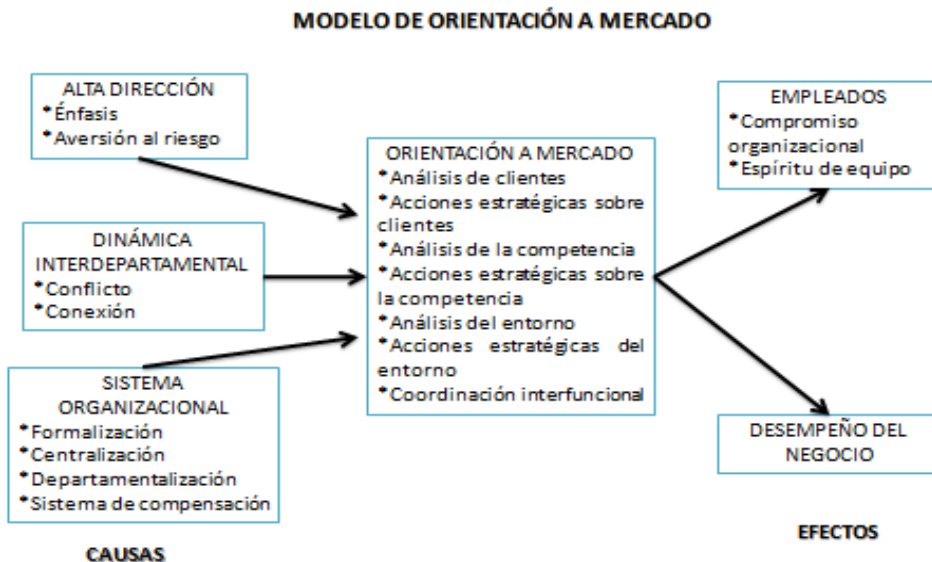 MODELO DE ORIENTACIÓN A MERCADO
ALTA DIRECCIÓN
*Énfasis
*Aversión al riesgo
DINÁMICA
INTERDEPARTAMENTAL
*Conflicto
*Conexión
SISTEMA
ORGANIZACIONAL
*Formalización
*Centralización
*Departamentalización
*Sistema de compensación
CAUSAS
ORIENTACIÓN A MERCADO
*Análisis de clientes
*Acciones estratégicas sobre
clientes
*Análisis de la competencia
*Acciones estratégicas sobre
la competencia
*Análisis del entorno
*Acciones estratégicas del
entorno
*Coordinación interfuncional
EMPLEADOS
*Compromiso
organizacional
*Espíritu de equipo
DESEMPEÑO DEL
NEGOCIO
EFECTOS